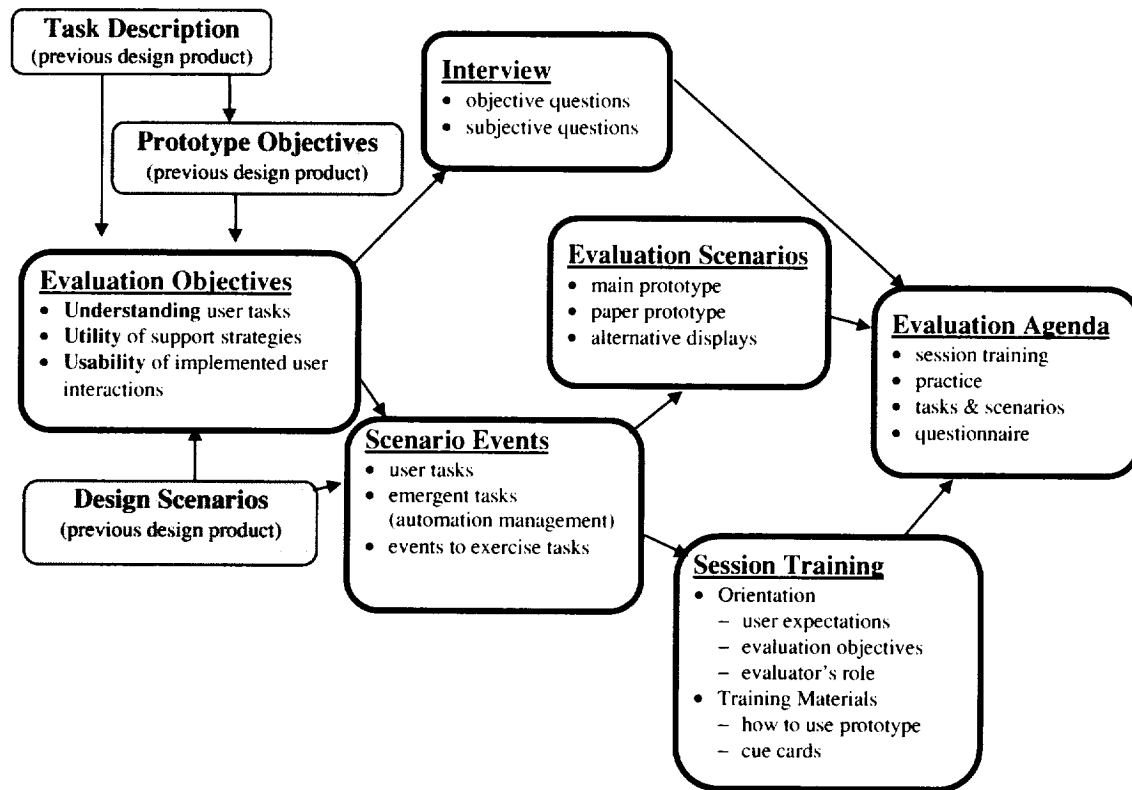 Task Description
(previous design product)
Prototype Objectives
(previous design product)
Interview
• objective questions
• subjective questions
Evaluation Objectives
• Understanding user tasks
• Utility of support strategies
• Usability of implemented user
interactions
Evaluation Scenarios
• main prototype
• paper prototype
• alternative displays
Evaluation Agenda
• session training
• practice
• tasks & scenarios
• questionnaire
Design Scenarios
(previous design product)
Scenario Events
• user tasks
• emergent tasks
(automation management)
• events to exercise tasks
Session Training
• Orientation
– user expectations
– evaluation objectives
– evaluator's role
• Training Materials
– how to use prototype
– cue cards